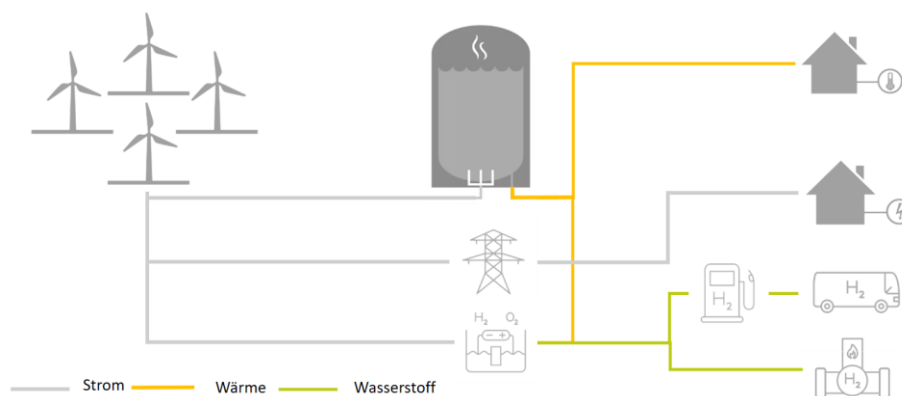 H₂ O₂
− +
H₂
H₂
H₂
Strom Wärme Wasserstoff